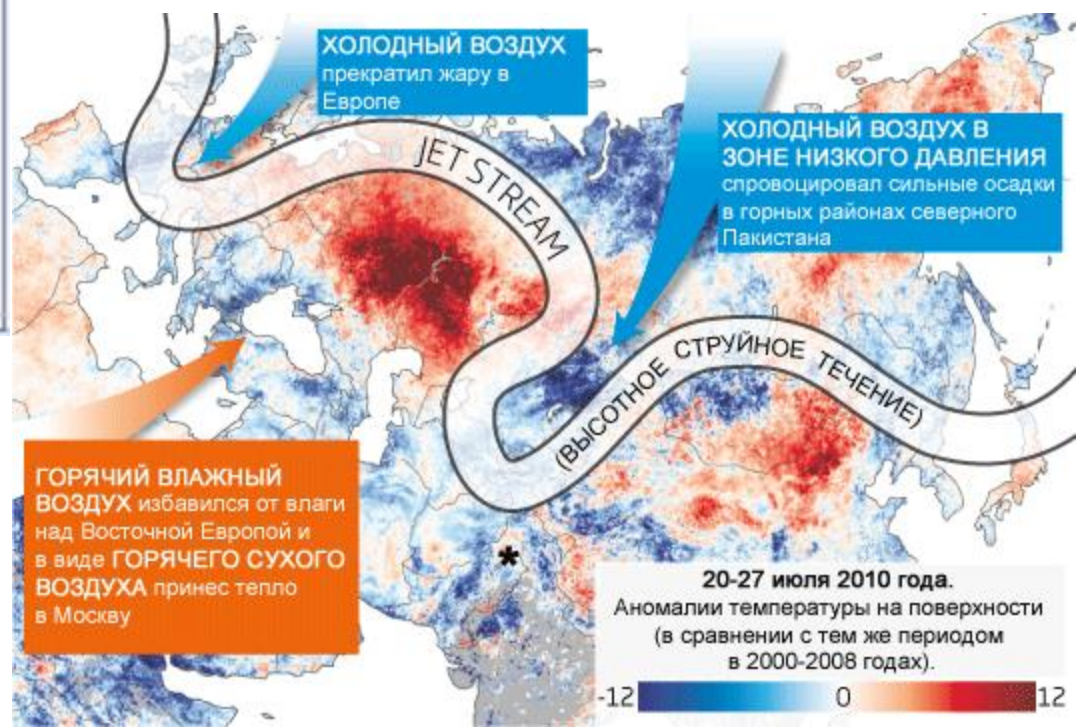 ХОЛОДНЫЙ ВОЗДУХ
прекратил жару в
Европе
JET STREAM
ХОЛОДНЫЙ ВОЗДУХ В
ЗОНЕ НИЗКОГО ДАВЛЕНИЯ
спровоцировал сильные осадки
в горных районах северного
Пакистана
(ВЫСОТНОЕ СТРУЙНОЕ ТЕЧЕНИЕ)
ГОРЯЧИЙ ВЛАЖНЫЙ
ВОЗДУХ избавился от влаги
над Восточной Европой и
в виде ГОРЯЧЕГО СУХОГО
ВОЗДУХА принес тепло
в Москву
*
20-27 июля 2010 года.
Аномалии температуры на поверхности
(в сравнении с тем же периодом
в 2000-2008 годах).
-12 0 12